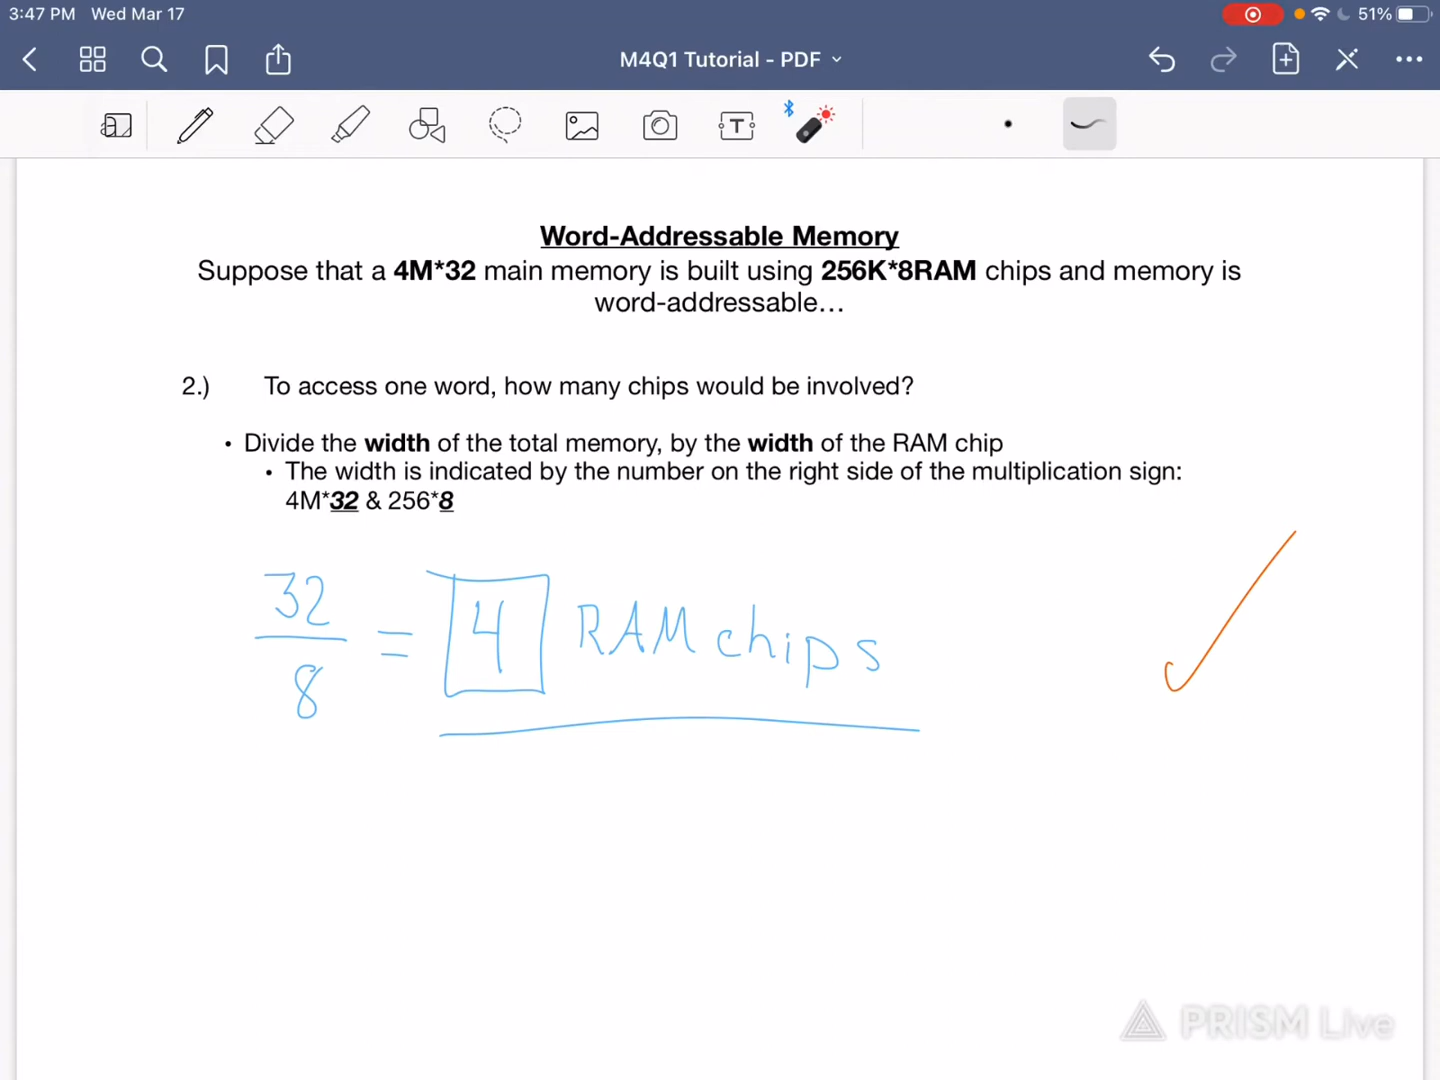 3:47 PM Wed Mar 17
51%
M4Q1 Tutorial - PDF
Word-Addressable Memory
Suppose that a 4M*32 main memory is built using 256K*8RAM chips and memory is
word-addressable…
2.) To access one word, how many chips would be involved?
• Divide the width of the total memory, by the width of the RAM chip
• The width is indicated by the number on the right side of the multiplication sign:
4M*32 & 256*8
32
8
= 4 RAM chips
PRISM Live